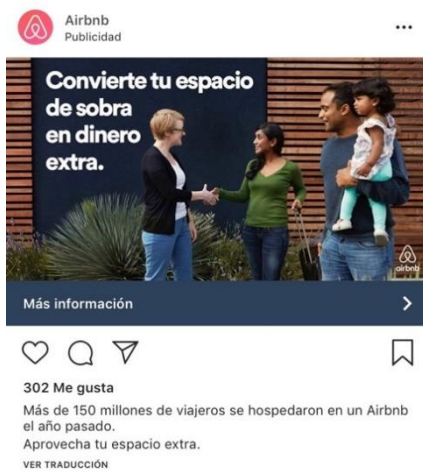 Airbnb
Publicidad
Convierte tu espacio
de sobra
en dinero
extra.
airbnb
Más información
302 Me gusta
Más de 150 millones de viajeros se hospedaron en un Airbnb
el año pasado.
Aprovecha tu espacio extra.
VER TRADUCCIÓN